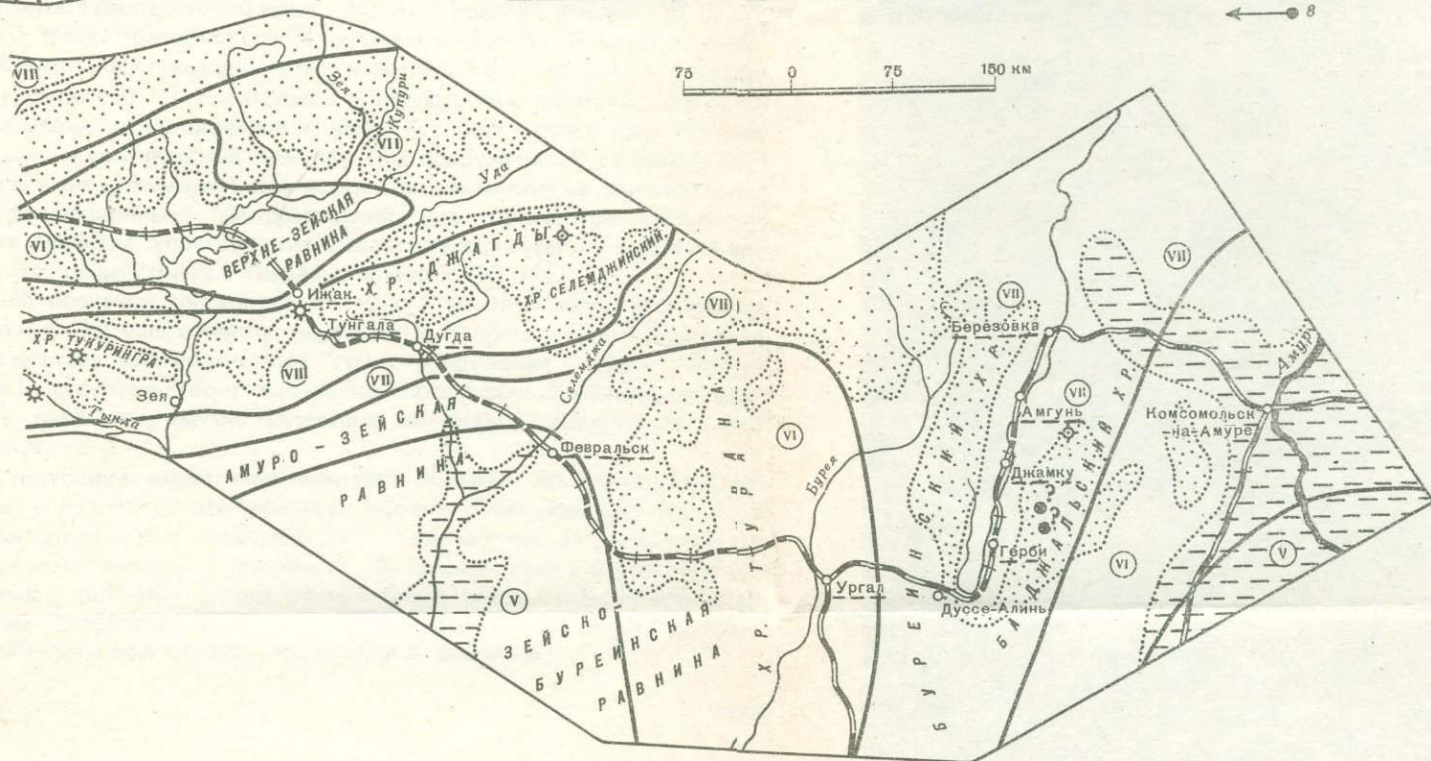 8
75 0 75 150 км
VIII
Зея
Купури
VII
Уда
VI
ВЕРХНЕ-ЗЕЙСКАЯ
РАВНИНА
ХР. ДЖАГДЫ
ХР. СЕЛЕМДЖИНСКИЙ
Ижак
Тунгала
Дугда
ХР. ТУКУРИНГРА
VII
VII
Зея
Тында
АМУРО-ЗЕЙСКАЯ
РАВНИНА
Селемджа
Февральск
VII
VI
ХР. ТУРАНА
Бурея
V
ЗЕЙСКО-
БУРЕИНСКАЯ
РАВНИНА
Ургал
БУРЕИНСКИЙ ХР.
VII
VII
Берёзовка
Амгунь
VII
Джамку
?
?
Герби
Дуссе-Алинь
БАДЖАЛЬСКИЙ ХР.
VI
Комсомольск
-на-Амуре
Амур
V